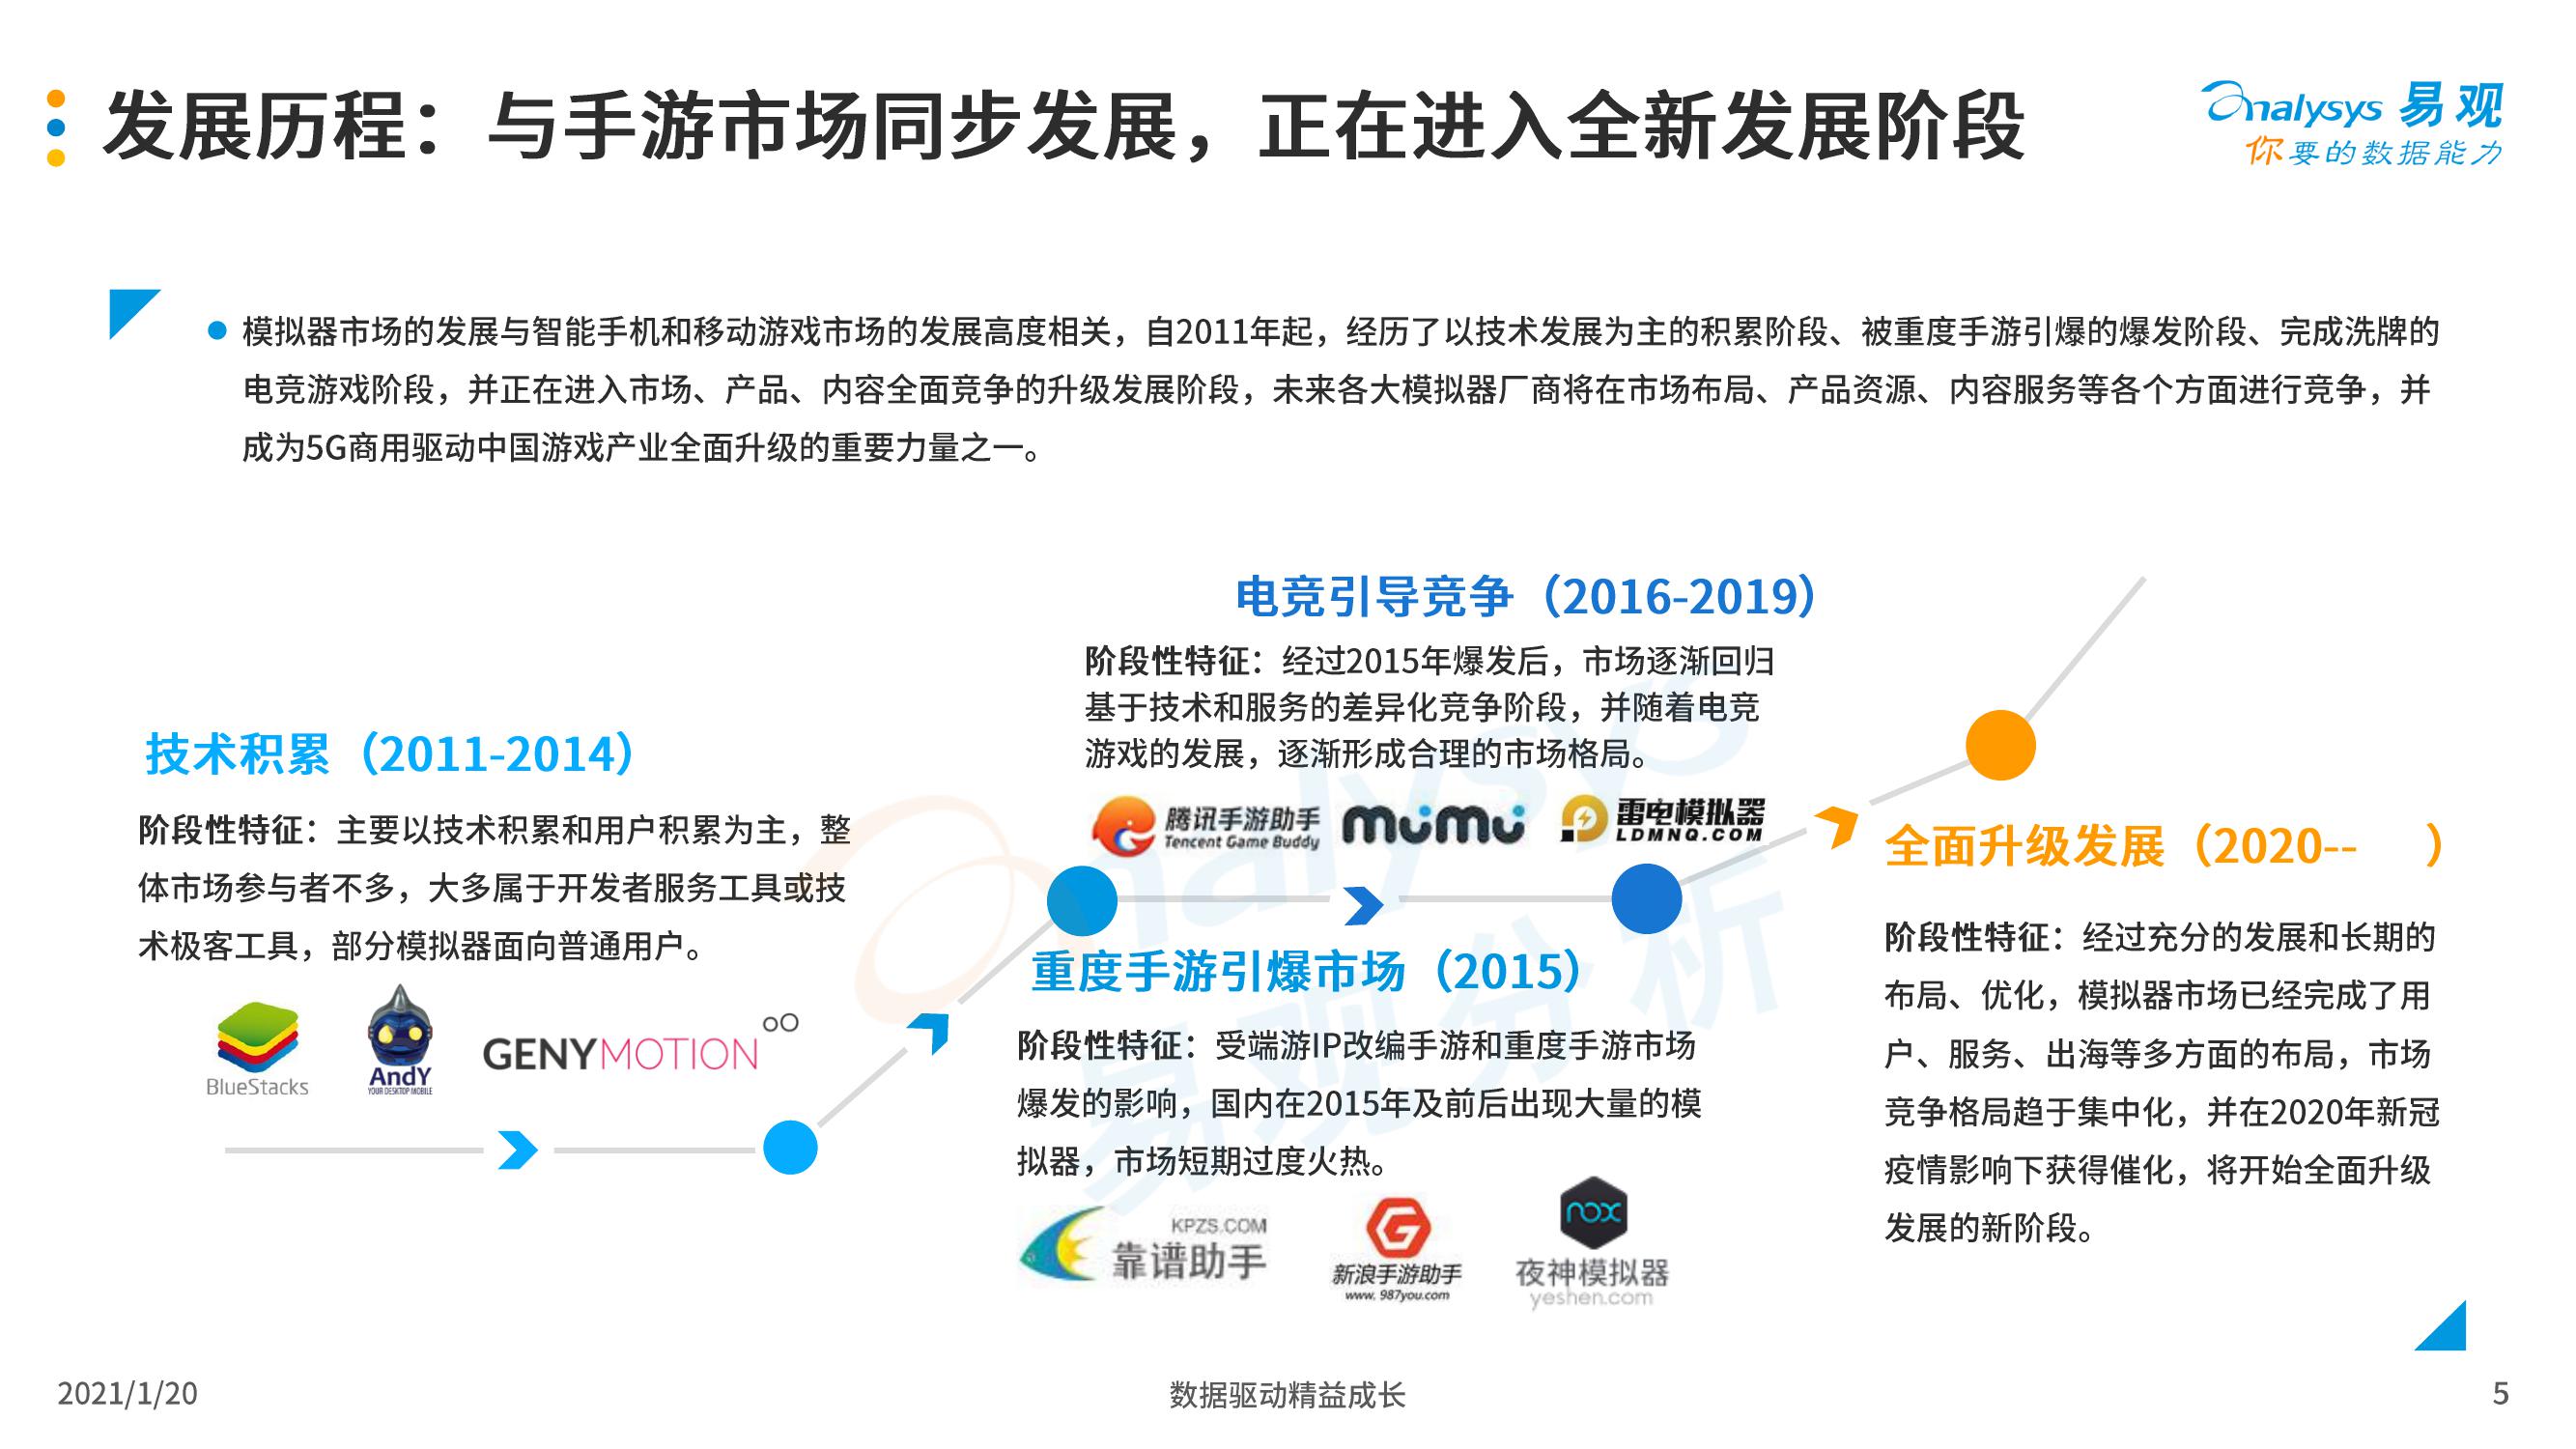 发展历程：与手游市场同步发展，正在进入全新发展阶段
analysys 易观
你要的数据能力
模拟器市场的发展与智能手机和移动游戏市场的发展高度相关，自2011年起，经历了以技术发展为主的积累阶段、被重度手游引爆的爆发阶段、完成洗牌的
电竞游戏阶段，并正在进入市场、产品、内容全面竞争的升级发展阶段，未来各大模拟器厂商将在市场布局、产品资源、内容服务等各个方面进行竞争，并
成为5G商用驱动中国游戏产业全面升级的重要力量之一。
技术积累（2011-2014）
阶段性特征：主要以技术积累和用户积累为主，整
体市场参与者不多，大多属于开发者服务工具或技
术极客工具，部分模拟器面向普通用户。
BlueStacks
AndY
YOUR DESKTOP MOBILE
GENYMOTION
电竞引导竞争（2016-2019）
阶段性特征：经过2015年爆发后，市场逐渐回归
基于技术和服务的差异化竞争阶段，并随着电竞
游戏的发展，逐渐形成合理的市场格局。
腾讯手游助手
Tencent Game Buddy
mumu
雷电模拟器
LDMNQ.COM
重度手游引爆市场（2015）
阶段性特征：受端游IP改编手游和重度手游市场
爆发的影响，国内在2015年及前后出现大量的模
拟器，市场短期过度火热。
KPZS.COM
靠谱助手
新浪手游助手
www.987you.com
nox
夜神模拟器
yeshen.com
全面升级发展（2020--　）
阶段性特征：经过充分的发展和长期的
布局、优化，模拟器市场已经完成了用
户、服务、出海等多方面的布局，市场
竞争格局趋于集中化，并在2020年新冠
疫情影响下获得催化，将开始全面升级
发展的新阶段。
analysys
易观分析
2021/1/20
数据驱动精益成长
5